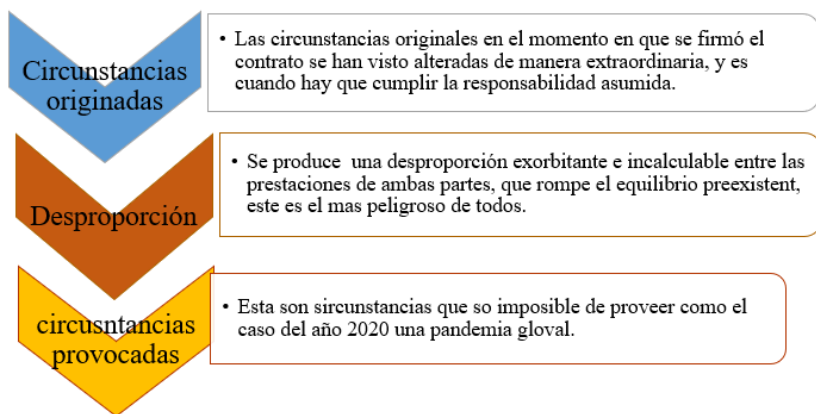 Circunstancias
originadas
• Las circunstancias originales en el momento en que se firmó el
contrato se han visto alteradas de manera extraordinaria, y es
cuando hay que cumplir la responsabilidad asumida.
Desproporción
• Se produce una desproporción exorbitante e incalculable entre las
prestaciones de ambas partes, que rompe el equilibrio preexistent,
este es el mas peligroso de todos.
circusntancias
provocadas
• Esta son sircunstancias que so imposible de proveer como el
caso del año 2020 una pandemia gloval.